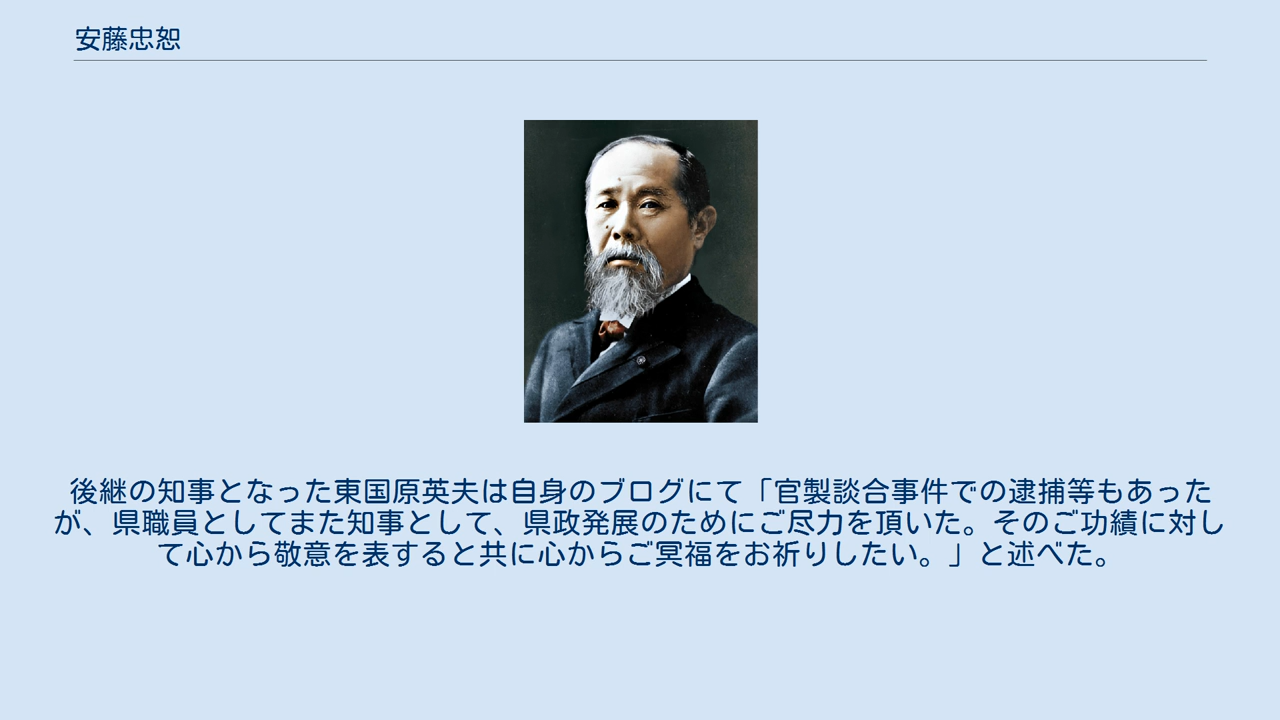 安藤忠恕
後継の知事となった東国原英夫は自身のブログにて「官製談合事件での逮捕等もあった
が、県職員としてまた知事として、県政発展のためにご尽力を頂いた。そのご功績に対し
て心から敬意を表すると共に心からご冥福をお祈りしたい。」と述べた。